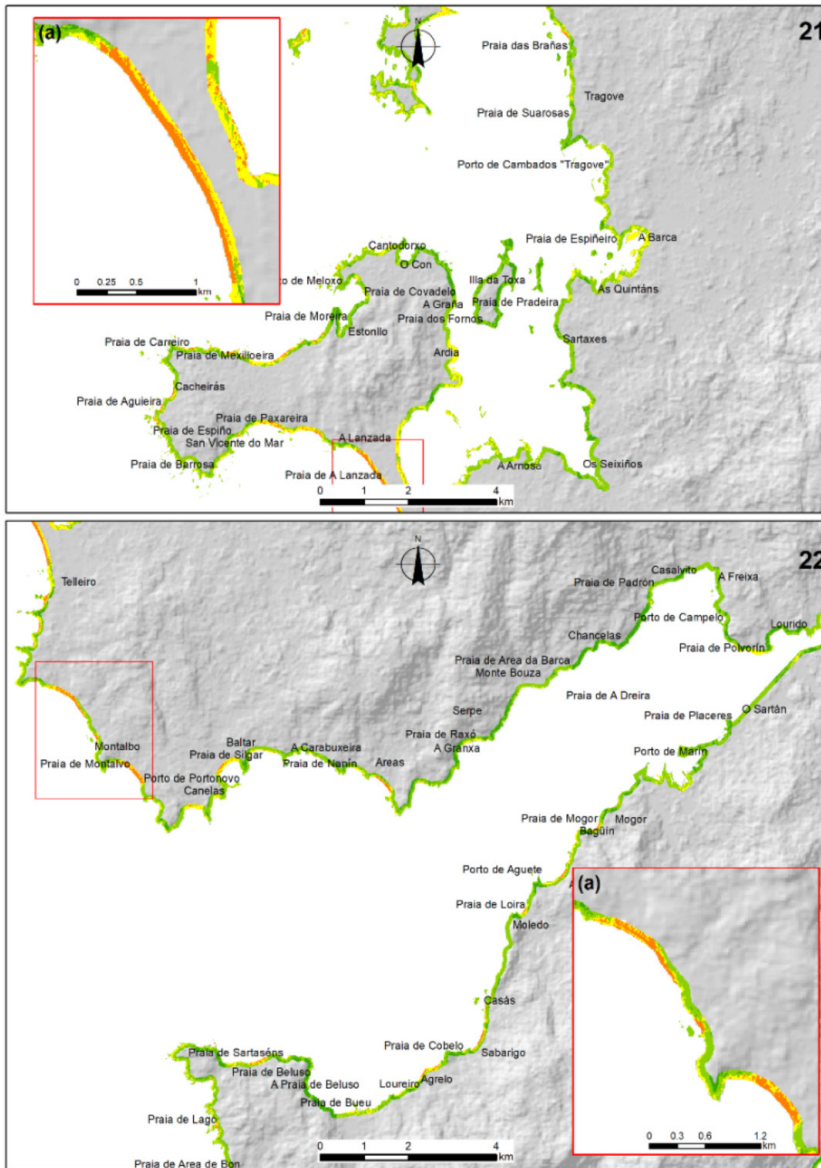 (a)
N
21
Praia das Brañas
Tragove
Praia de Suarosas
Porto de Cambados "Tragove"
0 0.25 0.5 1
km
Praia de Espiñeiro
A Barca
Cantodorxo
O Con
de Meloxo
Praia de Covadelo
Illa da Toxa
As Quintáns
A Graña
Praia de Pradeira
Praia de Moreira
Praia dos Fornos
Estonllo
Praia de Carreiro
Sartaxes
Praia de Mexilloeira
Ardia
Cacheirás
Praia de Aguieira
Praia de Paxareira
Praia de Espiño
A Lanzada
San Vicente do Mar
Praia de Barrosa
A Arnosa
Os Seixiños
Praia de A Lanzada
0 1 2 4
km
N
22
Telleiro
Casalvito
A Freixa
Praia de Padrón
Porto de Campelo
Lourido
Chancelas
Praia de Polvorín
Praia de Area da Barca
Monte Bouza
Praia de A Dreira
Serpe
O Sartán
Praia de Placeres
Praia de Raxó
Baltar
A Carabuxeira
A Granxa
Montalbo
Praia de Silgar
Porto de Marín
Praia de Montalvo
Praia de Nanín
Areas
Porto de Portonovo
Canelas
Praia de Mogor
Mogor
Bagüín
Porto de Aguete
A
(a)
Praia de Loira
Moledo
Casás
Praia de Cobelo
Sabarigo
Praia de Sartaséns
Praia de Beluso
A Praia de Beluso
Loureiro
Agrelo
Praia de Bueu
Praia de Lago
0 0.3 0.6 1.2
km
0 1 2 4
km
Praia de Area de Bon